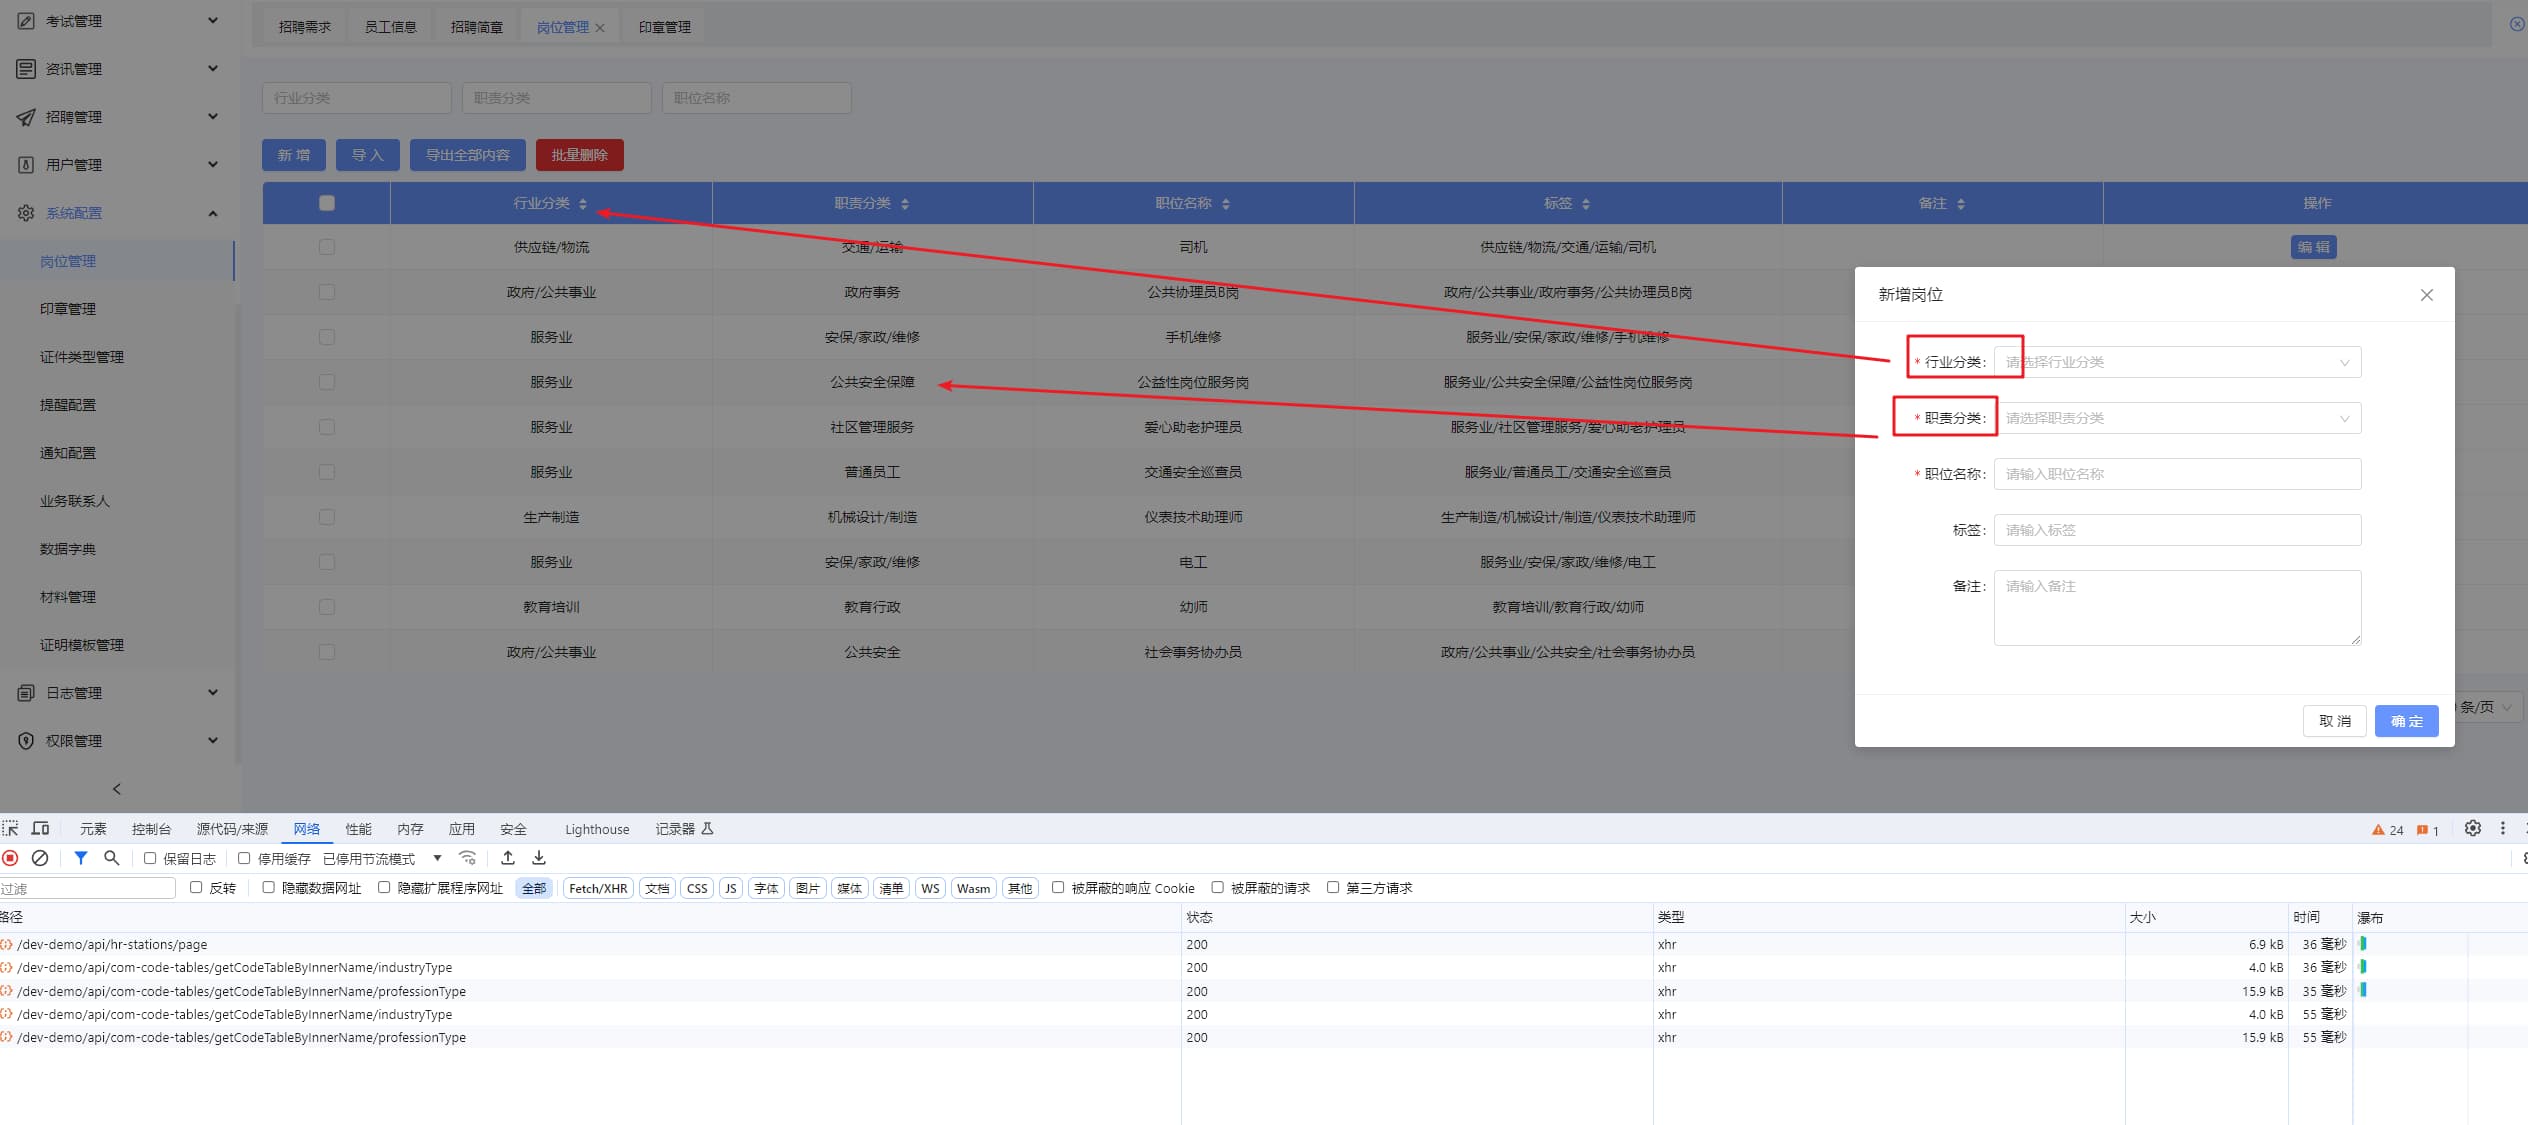 考试管理
资讯管理
招聘管理
用户管理
系统配置
岗位管理
印章管理
证件类型管理
提醒配置
通知配置
业务联系人
数据字典
材料管理
证明模板管理
日志管理
权限管理
招聘需求 员工信息 招聘简章 岗位管理 印章管理
行业分类 职责分类 职位名称
新 增 导 入 导出全部内容 批量删除
行业分类 职责分类 职位名称 标签 备注 操作
供应链/物流 交通/运输 司机 供应链/物流/交通/运输/司机 编 辑
政府/公共事业 政府事务 公共协理员B岗 政府/公共事业/政府事务/公共协理员B岗
服务业 安保/家政/维修 手机维修 服务业/安保/家政/维修/手机维修
服务业 公共安全保障 公益性岗位服务岗 服务业/公共安全保障/公益性岗位服务岗
服务业 社区管理服务 爱心助老护理员 服务业/社区管理服务/爱心助老护理员
服务业 普通员工 交通安全巡查员 服务业/普通员工/交通安全巡查员
生产制造 机械设计/制造 仪表技术助理师 生产制造/机械设计/制造/仪表技术助理师
服务业 安保/家政/维修 电工 服务业/安保/家政/维修/电工
教育培训 教育行政 幼师 教育培训/教育行政/幼师
政府/公共事业 公共安全 社会事务协办员 政府/公共事业/公共安全/社会事务协办员
条/页
新增岗位
* 行业分类: 请选择行业分类
* 职责分类: 请选择职责分类
* 职位名称: 请输入职位名称
标签: 请输入标签
备注: 请输入备注
取 消 确 定
元素 控制台 源代码/来源 网络 性能 内存 应用 安全 Lighthouse 记录器 24 1
保留日志 停用缓存 已停用节流模式
过滤 反转 隐藏数据网址 隐藏扩展程序网址 全部 Fetch/XHR 文档 CSS JS 字体 图片 媒体 清单 WS Wasm 其他 被屏蔽的响应 Cookie 被屏蔽的请求 第三方请求
路径 状态 类型 大小 时间 瀑布
/dev-demo/api/hr-stations/page 200 xhr 6.9 kB 36 毫秒
/dev-demo/api/com-code-tables/getCodeTableByInnerName/industryType 200 xhr 4.0 kB 36 毫秒
/dev-demo/api/com-code-tables/getCodeTableByInnerName/professionType 200 xhr 15.9 kB 35 毫秒
/dev-demo/api/com-code-tables/getCodeTableByInnerName/industryType 200 xhr 4.0 kB 55 毫秒
/dev-demo/api/com-code-tables/getCodeTableByInnerName/professionType 200 xhr 15.9 kB 55 毫秒